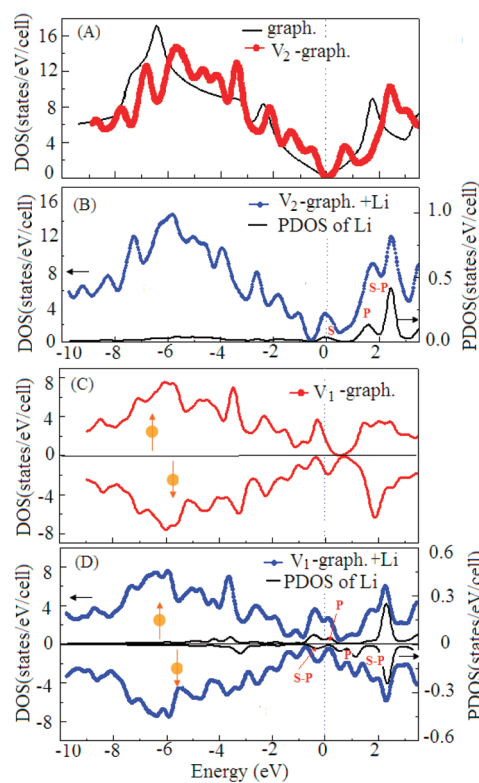 (A)
graph.
V2-graph.
DOS(states/eV/cell)
16
12
8
4
0
(B)
V2-graph. +Li
PDOS of Li
DOS(states/eV/cell)
PDOS(states/eV/cell)
16
12
8
4
0
1.0
0.5
0.0
S
P
S-P
-10 -8 -6 -4 -2 0 2
(C)
V1-graph.
DOS(states/eV/cell)
8
4
0
-4
-8
(D)
V1-graph.+Li
PDOS of Li
DOS(states/eV/cell)
PDOS(states/eV/cell)
8
4
0
-4
-8
0.6
0.3
0
-0.3
-0.6
P
S-P
P
S-P
-10 -8 -6 -4 -2 0 2
Energy (eV)